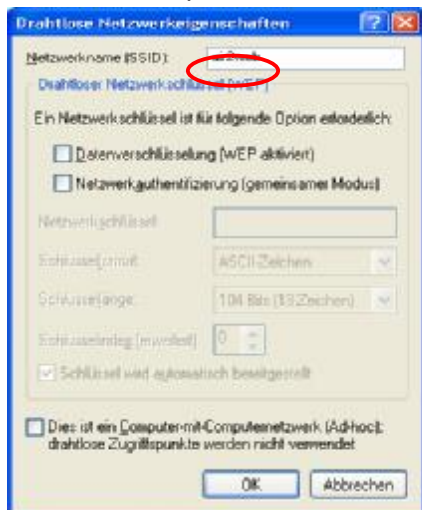 Drahtlose Netzwerkeigenschaften
Netzwerkname (SSID):
Drahtloser Netzwerkschlüssel (WEP)
Ein Netzwerkschlüssel ist für folgende Option erforderlich:
Datenverschlüsselung (WEP aktiviert)
Netzwerkauthentifizierung (gemeinsamer Modus)
Netzwerkschlüssel:
Schlüsselformat: ASCII-Zeichen
Schlüssellänge: 104 Bits (13 Zeichen)
Schlüsselindex (erweitert): 0
Schlüssel wird automatisch bereitgestellt
Dies ist ein Computer-mit-Computernetzwerk (Ad-hoc);
drahtlose Zugriffspunkte werden nicht verwendet
OK Abbrechen